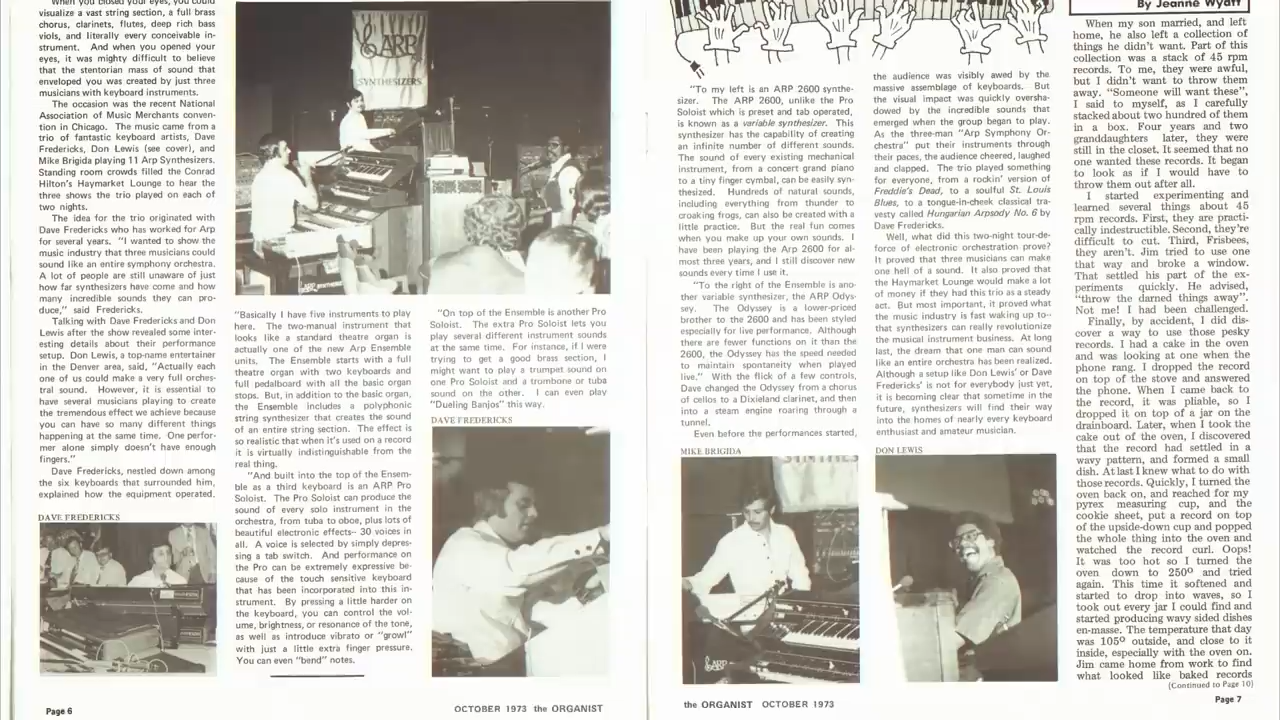 When you closed your eyes, you could
visualize a vast string section, a full brass
chorus, clarinets, flutes, deep rich bass
viols, and literally every conceivable in-
strument. And when you opened your
eyes, it was mighty difficult to believe
that the stentorian mass of sound that
enveloped you was created by just three
musicians with keyboard instruments.
The occasion was the recent National
Association of Music Merchants conven-
tion in Chicago. The music came from a
trio of fantastic keyboard artists, Dave
Fredericks, Don Lewis (see cover), and
Mike Brigida playing 11 Arp Synthesizers.
Standing room crowds filled the Conrad
Hilton's Haymarket Lounge to hear the
three shows the trio played on each of
two nights.
The idea for the trio originated with
Dave Fredericks who has worked for Arp
for several years. "I wanted to show the
music industry that three musicians could
sound like an entire symphony orchestra.
A lot of people are still unaware of just
how far synthesizers have come and how
many incredible sounds they can pro-
duce," said Fredericks.
Talking with Dave Fredericks and Don
Lewis after the show revealed some inter-
esting details about their performance
setup. Don Lewis, a top-name entertainer
in the Denver area, said, "Actually each
one of us could make a very full orches-
tral sound. However, it is essential to
have several musicians playing to create
the tremendous effect we achieve because
you can have so many different things
happening at the same time. One perfor-
mer alone simply doesn't have enough
fingers."
Dave Fredericks, nestled down among
the six keyboards that surrounded him,
explained how the equipment operated.
DAVE FREDERICKS
Page 6
ARP
SYNTHESIZERS
"Basically I have five instruments to play
here. The two-manual instrument that
looks like a standard theatre organ is
actually one of the new Arp Ensemble
units. The Ensemble starts with a full
theatre organ with two keyboards and
full pedalboard with all the basic organ
stops. But, in addition to the basic organ,
the Ensemble includes a polyphonic
string synthesizer that creates the sound
of an entire string section. The effect is
so realistic that when it's used on a record
it is virtually indistinguishable from the
real thing.
"And built into the top of the Ensem-
ble as a third keyboard is an ARP Pro
Soloist. The Pro Soloist can produce the
sound of every solo instrument in the
orchestra, from tuba to oboe, plus lots of
beautiful electronic effects-- 30 voices in
all. A voice is selected by simply depres-
sing a tab switch. And performance on
the Pro can be extremely expressive be-
cause of the touch sensitive keyboard
that has been incorporated into this in-
strument. By pressing a little harder on
the keyboard, you can control the vol-
ume, brightness, or resonance of the tone,
as well as introduce vibrato or "growl"
with just a little extra finger pressure.
You can even "bend" notes.
"On top of the Ensemble is another Pro
Soloist. The extra Pro Soloist lets you
play several different instrument sounds
at the same time. For instance, if I were
trying to get a good brass section, I
might want to play a trumpet sound on
one Pro Soloist and a trombone or tuba
sound on the other. I can even play
"Dueling Banjos" this way.
DAVE FREDERICKS
OCTOBER 1973 the ORGANIST
"To my left is an ARP 2600 synthe-
sizer. The ARP 2600, unlike the Pro
Soloist which is preset and tab operated,
is known as a variable synthesizer. This
synthesizer has the capability of creating
an infinite number of different sounds.
The sound of every existing mechanical
instrument, from a concert grand piano
to a tiny finger cymbal, can be easily syn-
thesized. Hundreds of natural sounds,
including everything from thunder to
croaking frogs, can also be created with a
little practice. But the real fun comes
when you make up your own sounds. I
have been playing the Arp 2600 for al-
most three years, and I still discover new
sounds every time I use it.
"To the right of the Ensemble is ano-
ther variable synthesizer, the ARP Odys-
sey. The Odyssey is a lower-priced
brother to the 2600 and has been styled
especially for live performance. Although
there are fewer functions on it than the
2600, the Odyssey has the speed needed
to maintain spontaneity when played
live." With the flick of a few controls,
Dave changed the Odyssey from a chorus
of cellos to a Dixieland clarinet, and then
into a steam engine roaring through a
tunnel.
Even before the performances started,
MIKE BRIGIDA
ARP
the ORGANIST OCTOBER 1973
the audience was visibly awed by the
massive assemblage of keyboards. But
the visual impact was quickly oversha-
dowed by the incredible sounds that
emerged when the group began to play.
As the three-man "Arp Symphony Or-
chestra" put their instruments through
their paces, the audience cheered, laughed
and clapped. The trio played something
for everyone, from a rockin' version of
Freddie's Dead, to a soulful St. Louis
Blues, to a tongue-in-cheek classical tra-
vesty called Hungarian Arpsody No. 6 by
Dave Fredericks.
Well, what did this two-night tour-de-
force of electronic orchestration prove?
It proved that three musicians can make
one hell of a sound. It also proved that
the Haymarket Lounge would make a lot
of money if they had this trio as a steady
act. But most important, it proved what
the music industry is fast waking up to--
that synthesizers can really revolutionize
the musical instrument business. At long
last, the dream that one man can sound
like an entire orchestra has been realized.
Although a setup like Don Lewis' or Dave
Fredericks' is not for everybody just yet,
it is becoming clear that sometime in the
future, synthesizers will find their way
into the homes of nearly every keyboard
enthusiast and amateur musician.
DON LEWIS
By Jeanne Wyatt
When my son married, and left
home, he also left a collection of
things he didn't want. Part of this
collection was a stack of 45 rpm
records. To me, they were awful,
but I didn't want to throw them
away. "Someone will want these",
I said to myself, as I carefully
stacked about two hundred of them
in a box. Four years and two
granddaughters later, they were
still in the closet. It seemed that no
one wanted these records. It began
to look as if I would have to
throw them out after all.
I started experimenting and
learned several things about 45
rpm records. First, they are practi-
cally indestructible. Second, they're
difficult to cut. Third, Frisbees,
they aren't. Jim tried to use one
that way and broke a window.
That settled his part of the ex-
periments quickly. He advised,
"throw the darned things away".
Not me! I had been challenged.
Finally, by accident, I did dis-
cover a way to use those pesky
records. I had a cake in the oven
and was looking at one when the
phone rang. I dropped the record
on top of the stove and answered
the phone. When I came back to
the record, it was pliable, so I
dropped it on top of a jar on the
drainboard. Later, when I took the
cake out of the oven, I discovered
that the record had settled in a
wavy pattern, and formed a small
dish. At last I knew what to do with
those records. Quickly, I turned the
oven back on, and reached for my
pyrex measuring cup, and the
cookie sheet, put a record on top
of the upside-down cup and popped
the whole thing into the oven and
watched the record curl. Oops!
It was too hot so I turned the
oven down to 250º and tried
again. This time it softened and
started to drop into waves, so I
took out every jar I could find and
started producing wavy sided dishes
en-masse. The temperature that day
was 105º outside, and close to it
inside, especially with the oven on.
Jim came home from work to find
what looked like baked records
(Continued to Page 10)
Page 7